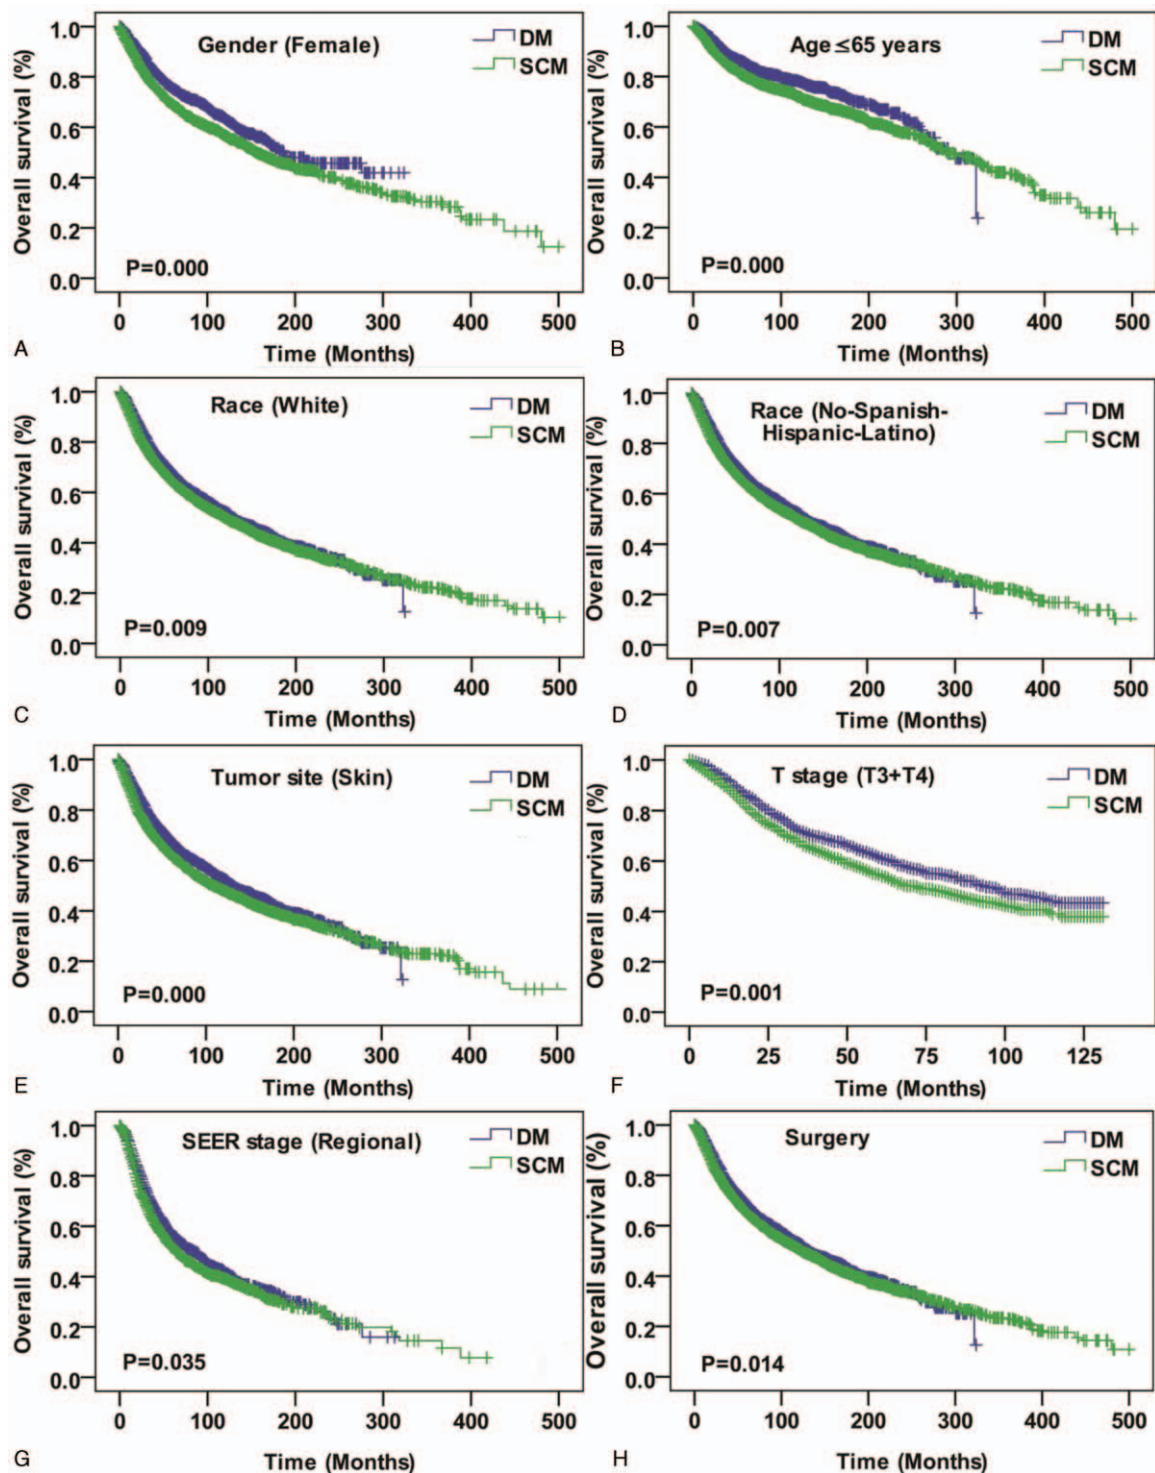 Gender (Female)
DM
SCM
Overall survival (%)
1.0
0.8
0.6
0.4
0.2
0.0
P=0.000
0 100 200 300 400 500
Time (Months)
A
Age ≤65 years
DM
SCM
Overall survival (%)
1.0
0.8
0.6
0.4
0.2
0.0
P=0.000
0 100 200 300 400 500
Time (Months)
B
Race (White)
DM
SCM
Overall survival (%)
1.0
0.8
0.6
0.4
0.2
0.0
P=0.009
0 100 200 300 400 500
Time (Months)
C
Race (No-Spanish-
Hispanic-Latino)
DM
SCM
Overall survival (%)
1.0
0.8
0.6
0.4
0.2
0.0
P=0.007
0 100 200 300 400 500
Time (Months)
D
Tumor site (Skin)
DM
SCM
Overall survival (%)
1.0
0.8
0.6
0.4
0.2
0.0
P=0.000
0 100 200 300 400 500
Time (Months)
E
T stage (T3+T4)
DM
SCM
Overall survival (%)
1.0
0.8
0.6
0.4
0.2
0.0
P=0.001
0 25 50 75 100 125
Time (Months)
F
SEER stage (Regional)
DM
SCM
Overall survival (%)
1.0
0.8
0.6
0.4
0.2
0.0
P=0.035
0 100 200 300 400 500
Time (Months)
G
Surgery
DM
SCM
Overall survival (%)
1.0
0.8
0.6
0.4
0.2
0.0
P=0.014
0 100 200 300 400 500
Time (Months)
H